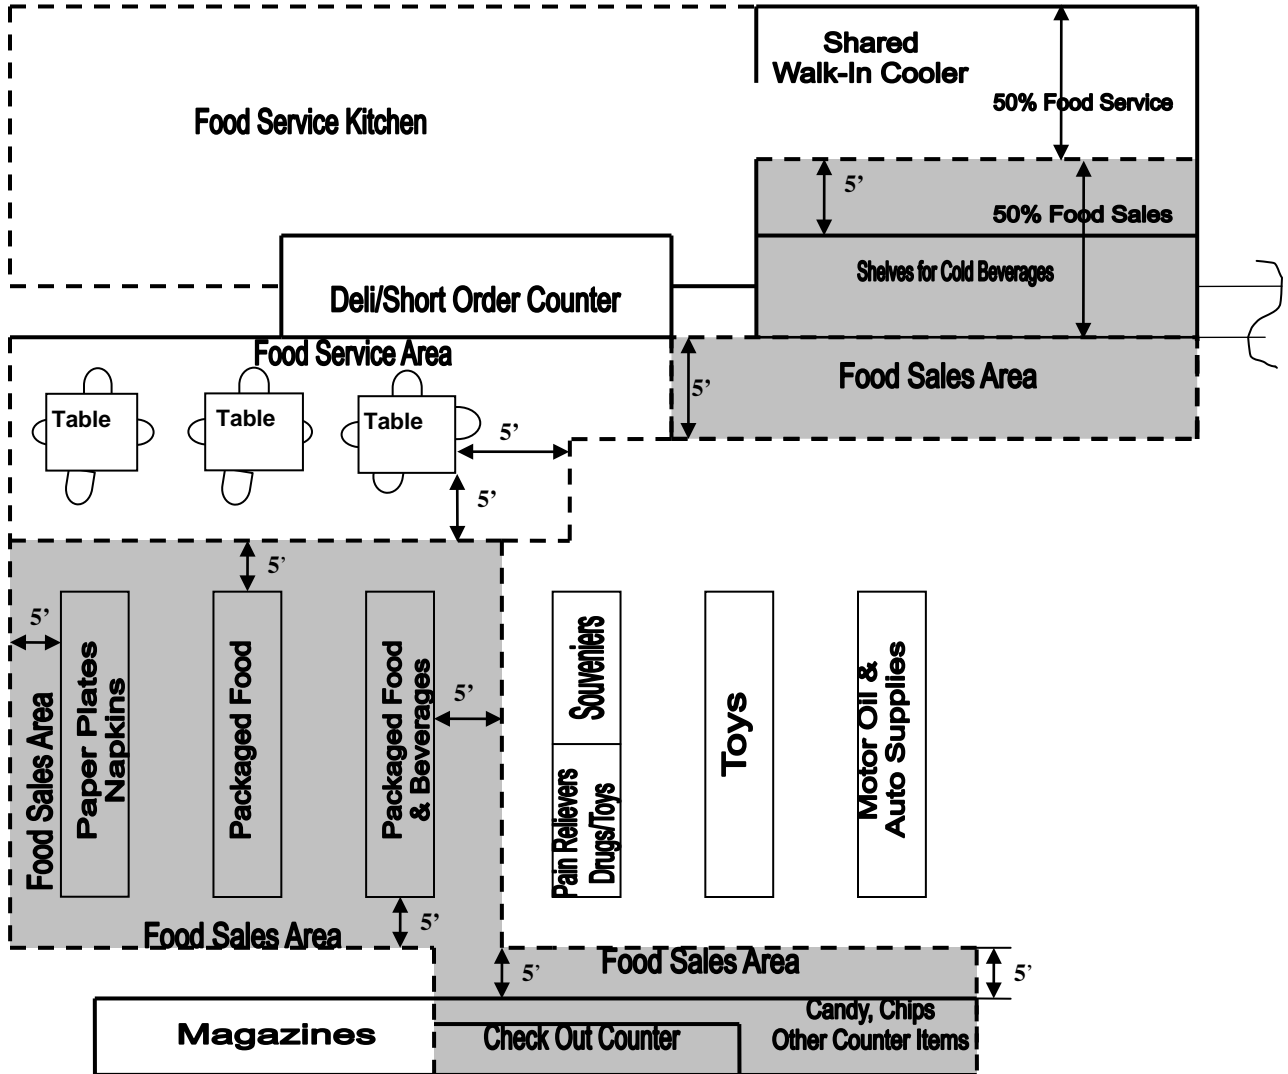 Shared
Walk-In Cooler
50% Food Service
Food Service Kitchen
5’
50% Food Sales
Shelves for Cold Beverages
Deli/Short Order Counter
Food Service Area
Food Sales Area
5’
Table
Table
Table
5’
5’
5’
5’
Food Sales Area
Paper Plates
Napkins
Packaged Food
Packaged Food
& Beverages
5’
Souveniers
Pain Relievers
Drugs/Toys
Toys
Motor Oil &
Auto Supplies
5’
Food Sales Area
5’
Food Sales Area
5’
Magazines
Check Out Counter
Candy, Chips
Other Counter Items